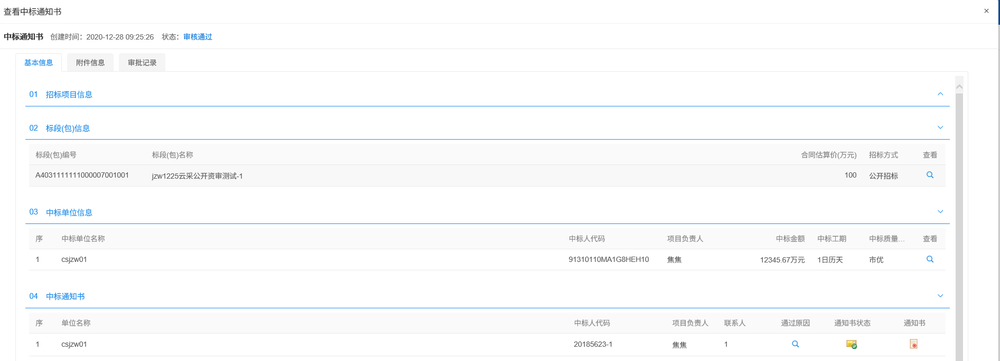 查看中标通知书 ×
中标通知书 创建时间：2020-12-28 09:25:26 状态：审核通过
基本信息 附件信息 审批记录
01 招标项目信息
02 标段(包)信息
标段(包)编号 标段(包)名称 合同估算价(万元) 招标方式 查看
A4031111111000007001001 jzw1225云采公开资审测试-1 100 公开招标
03 中标单位信息
序 中标单位名称 中标人代码 项目负责人 中标金额 中标工期 中标质量... 查看
1 csjzw01 91310110MA1G8HEH10 焦焦 12345.67万元 1日历天 市优
04 中标通知书
序 单位名称 中标人代码 项目负责人 联系人 通过原因 通知书状态 通知书
1 csjzw01 20185623-1 焦焦 1